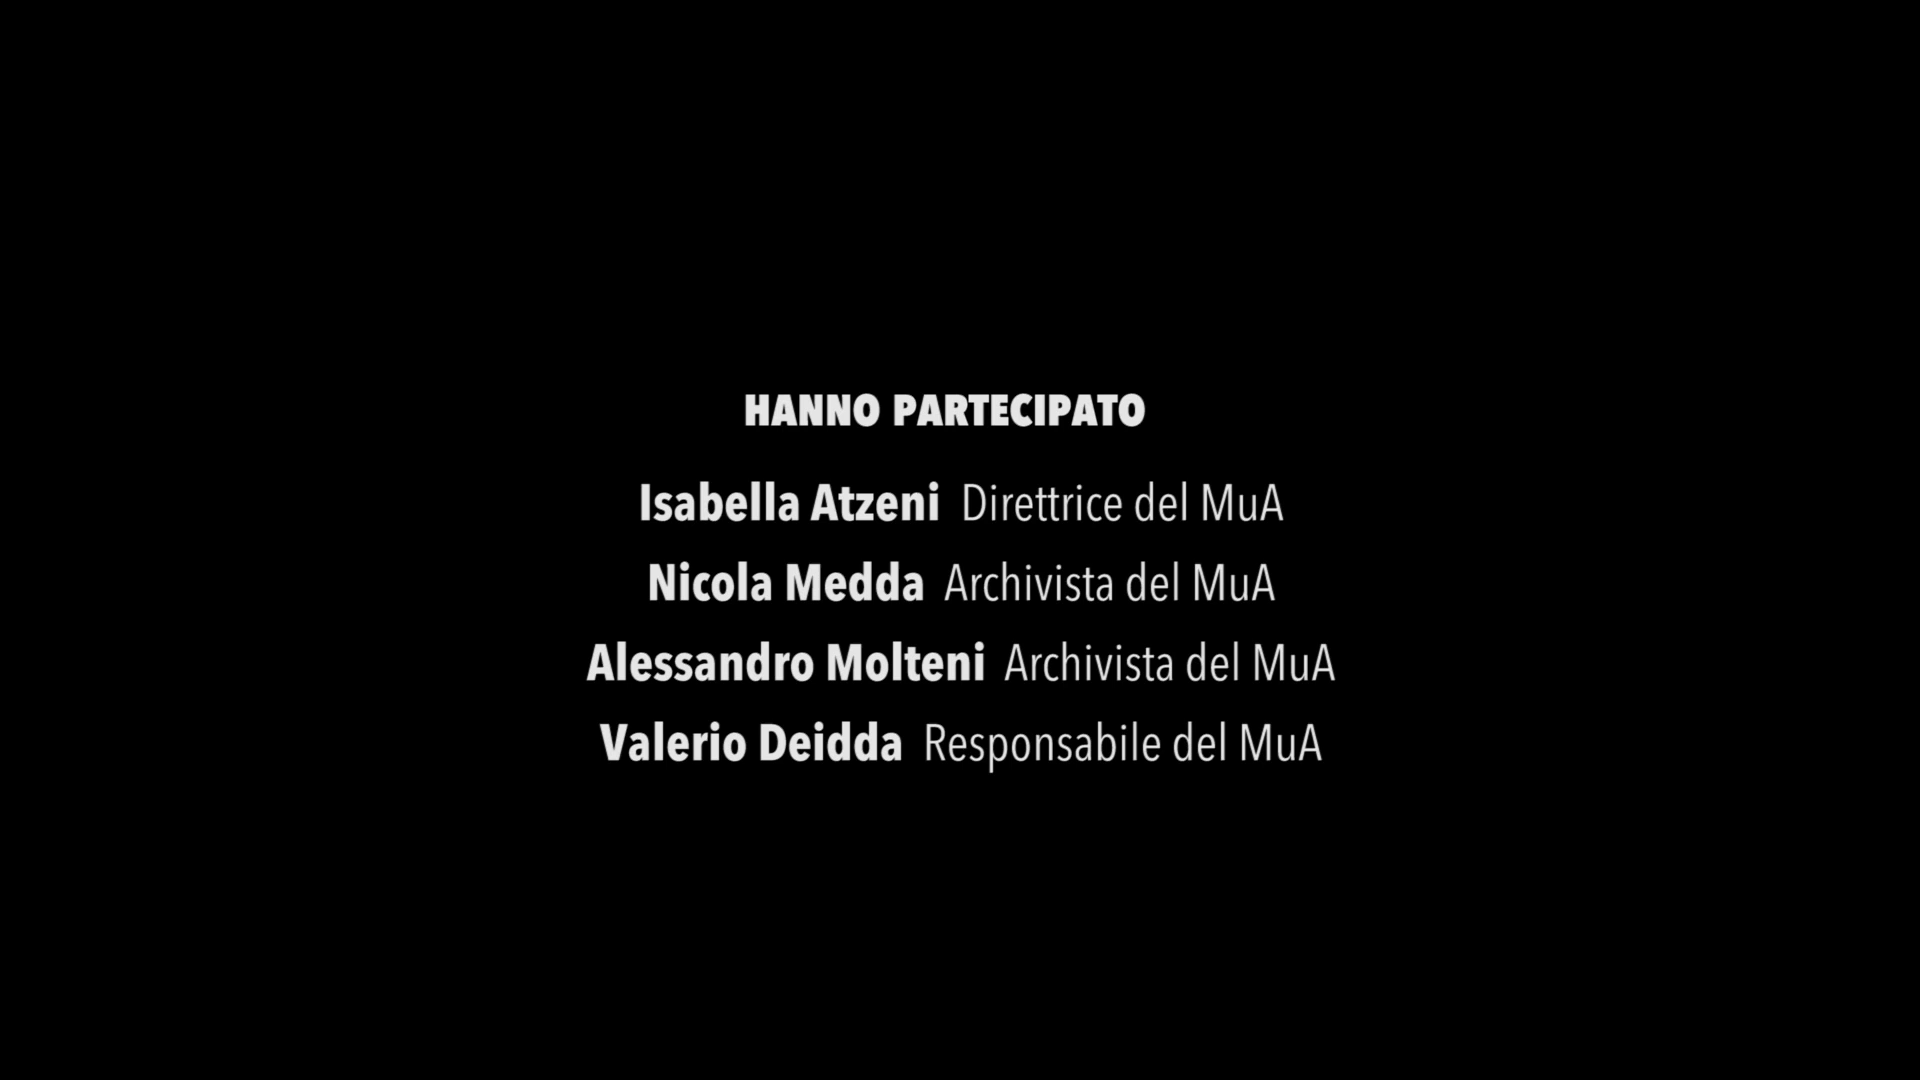 HANNO PARTECIPATO
Isabella Atzeni Direttrice del MuA
Nicola Medda Archivista del MuA
Alessandro Molteni Archivista del MuA
Valerio Deidda Responsabile del MuA